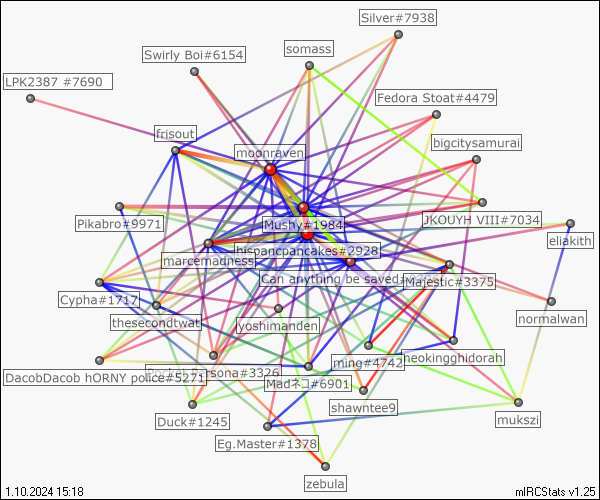 Silver#7938
Swirly Boi#6154
somass
LPK2387 #7690
Fedora Stoat#4479
frisout
bigcitysamurai
moonraven
Pikabro#9971
Mushy#1984
JKOUYH VIII#7034
eliakith
hispancpancakes#2928
marcemadness
Can anything be saved
Majestic#3375
Cypha#1717
thesecondtwat
yoshimanden
normalwan
neokingghidorah
ming#4742
DacobDacob hORNY police#5271
Persona#3326
Madネコ#6901
shawntee9
Duck#1245
mukszi
Eg.Master#1378
zebula
1.10.2024 15:18
mIRCStats v1.25